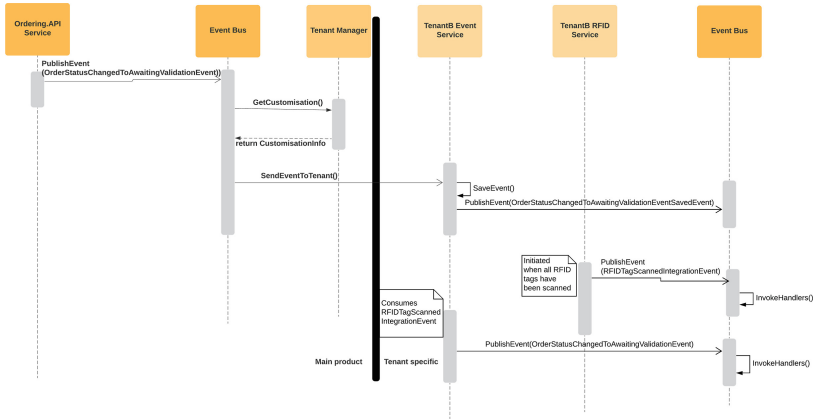 Ordering.API
Service
Event Bus
Tenant Manager
TenantB Event
Service
TenantB RFID
Service
Event Bus
PublishEvent
(OrderStatusChangedToAwaitingValidationEvent))
GetCustomisation()
return CustomisationInfo
SendEventToTenant()
SaveEvent()
PublishEvent(OrderStatusChangedToAwaitingValidationEventSavedEvent)
Initiated
when all RFID
tags have
been scanned
PublishEvent
(RFIDTagScannedIntegrationEvent)
InvokeHandlers()
Consumes
RFIDTagScanned
IntegrationEvent
PublishEvent(OrderStatusChangedToAwaitingValidationEvent)
InvokeHandlers()
Main product
Tenant specific